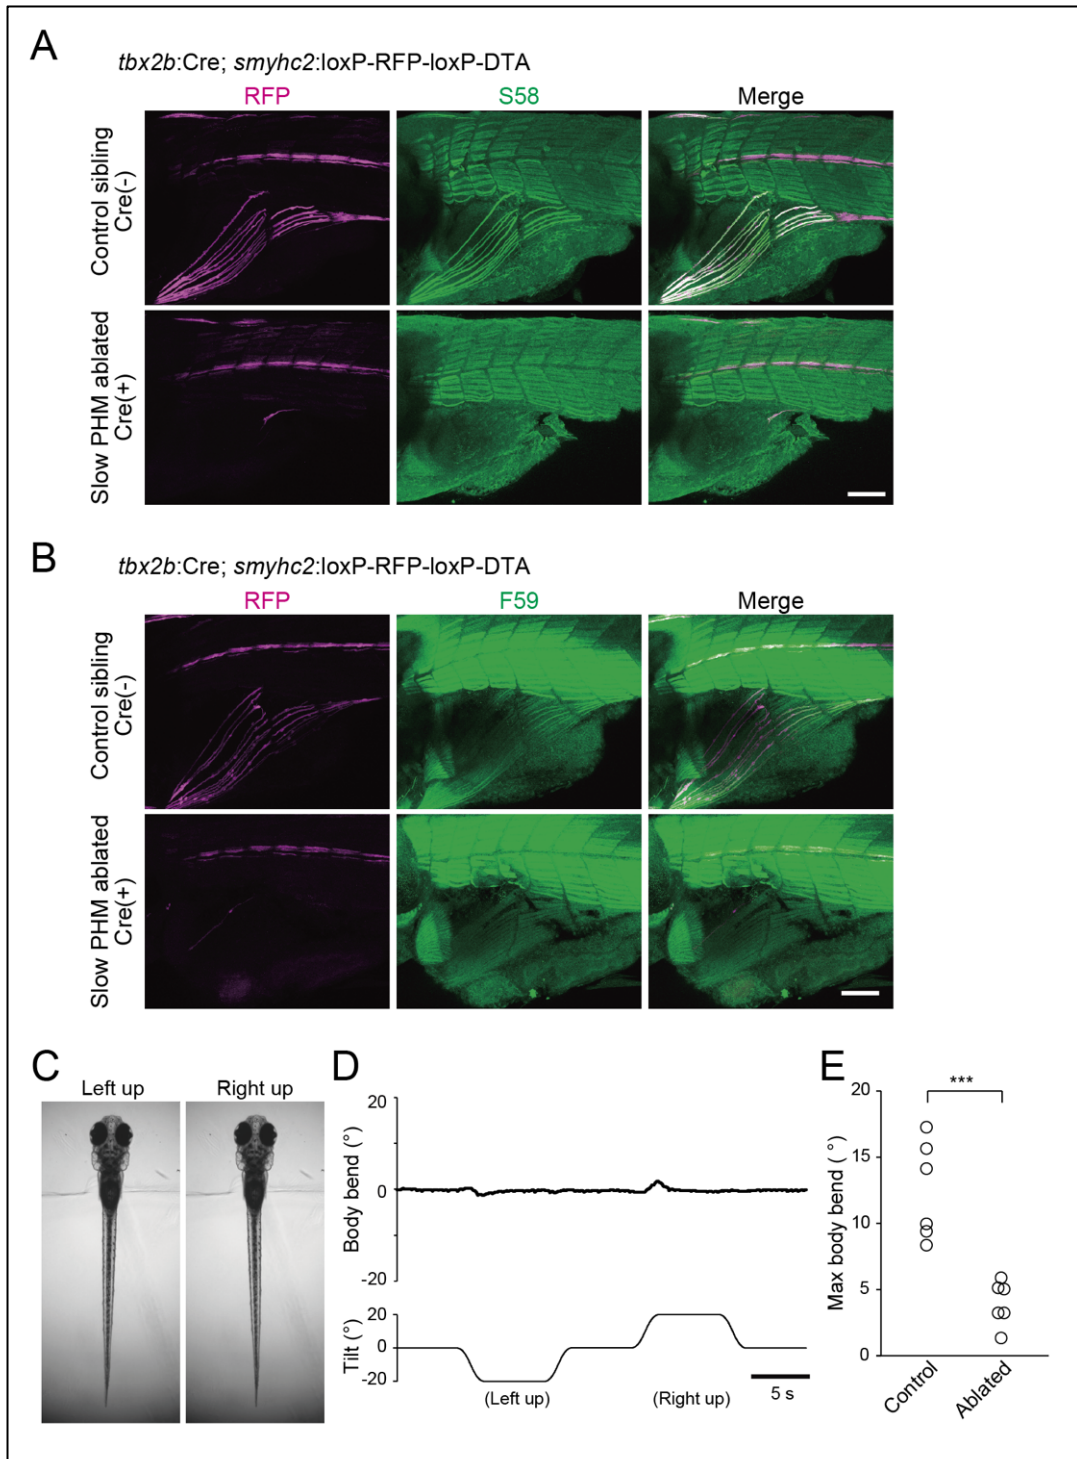 A
tbx2b:Cre; smyhc2:loxP-RFP-loxP-DTA
RFP
S58
Merge
Control sibling
Cre(-)
Slow PHM ablated
Cre(+)
B
tbx2b:Cre; smyhc2:loxP-RFP-loxP-DTA
RFP
F59
Merge
Control sibling
Cre(-)
Slow PHM ablated
Cre(+)
C
Left up
Right up
D
Body bend (°)
20
0
-20
Tilt (°)
20
0
-20
(Left up)
(Right up)
5 s
E
Max body bend (°)
20
15
10
5
0
***
Control
Ablated